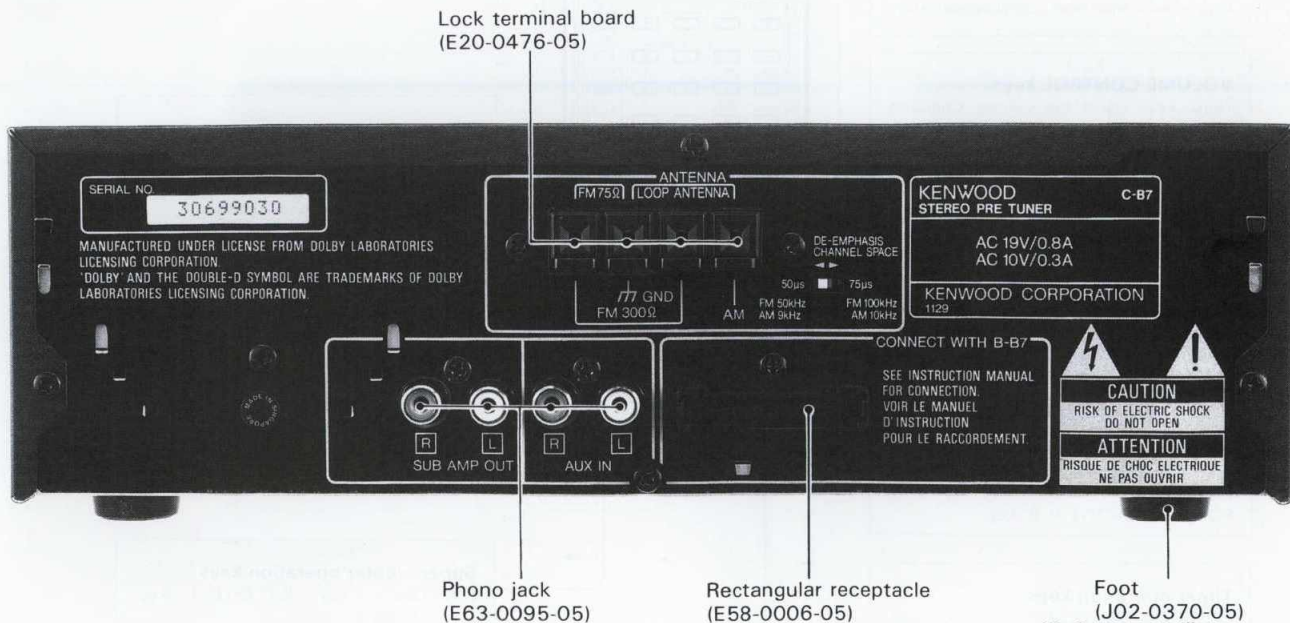 Lock terminal board
(E20-0476-05)
SERIAL NO.
30699030
MANUFACTURED UNDER LICENSE FROM DOLBY LABORATORIES
LICENSING CORPORATION.
'DOLBY' AND THE DOUBLE-D SYMBOL ARE TRADEMARKS OF DOLBY
LABORATORIES LICENSING CORPORATION.
ANTENNA
FM75Ω LOOP ANTENNA
GND
FM 300Ω
AM
DE-EMPHASIS
CHANNEL SPACE
50µs 75µs
FM 50kHz FM 100kHz
AM 9kHz AM 10kHz
KENWOOD C-B7
STEREO PRE TUNER
AC 19V/0.8A
AC 10V/0.3A
KENWOOD CORPORATION
1129
MADE IN SINGAPORE
R L R L
SUB AMP OUT AUX IN
CONNECT WITH B-B7
SEE INSTRUCTION MANUAL
FOR CONNECTION.
VOIR LE MANUEL
D'INSTRUCTION
POUR LE RACCORDEMENT.
CAUTION
RISK OF ELECTRIC SHOCK
DO NOT OPEN
ATTENTION
RISQUE DE CHOC ELECTRIQUE
NE PAS OUVRIR
Phono jack
(E63-0095-05)
Rectangular receptacle
(E58-0006-05)
Foot
(J02-0370-05)